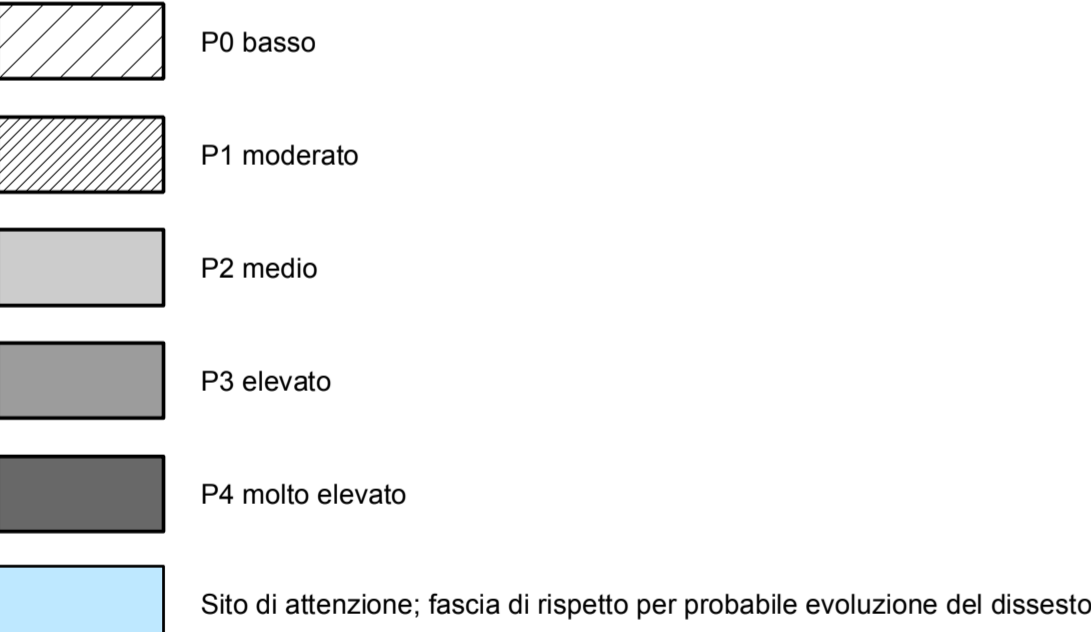 P0 basso
P1 moderato
P2 medio
P3 elevato
P4 molto elevato
Sito di attenzione; fascia di rispetto per probabile evoluzione del dissesto